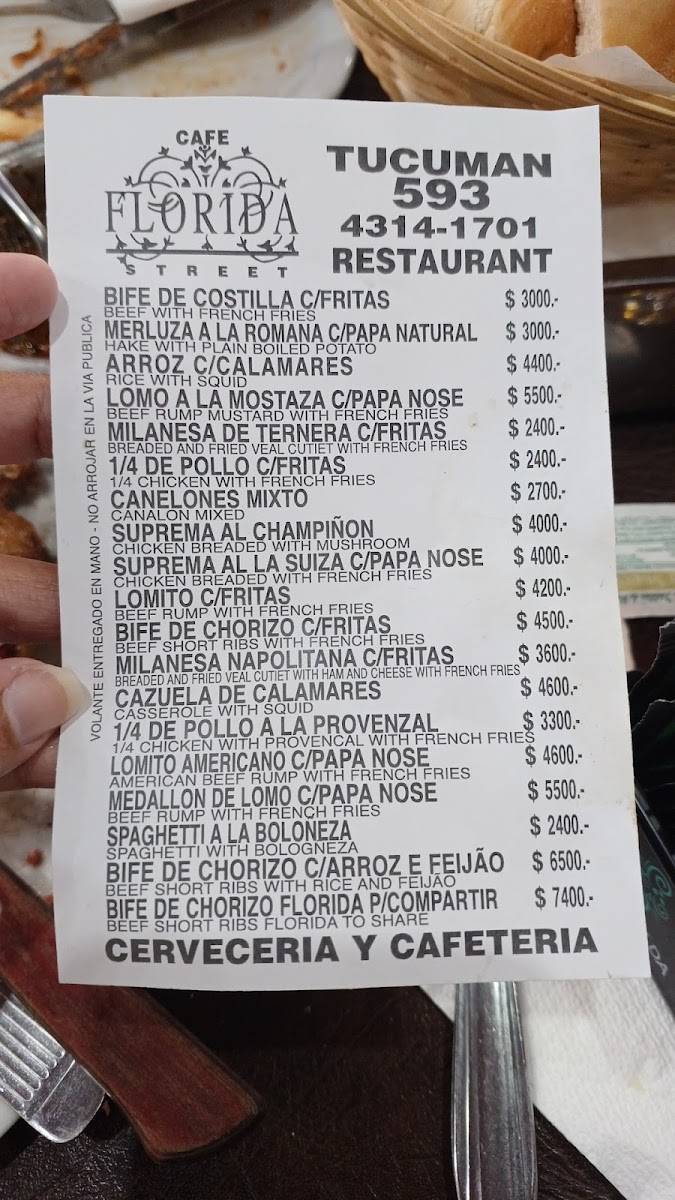 CAFE
FLORIDA
STREET
TUCUMAN
593
4314-1701
RESTAURANT
BIFE DE COSTILLA C/FRITAS $ 3000.-
BEEF WITH FRENCH FRIES
MERLUZA A LA ROMANA C/PAPA NATURAL $ 3000.-
HAKE WITH PLAIN BOILED POTATO
ARROZ C/CALAMARES $ 4400.-
RICE WITH SQUID
LOMO A LA MOSTAZA C/PAPA NOSE $ 5500.-
BEEF RUMP MUSTARD WITH FRENCH FRIES
MILANESA DE TERNERA C/FRITAS $ 2400.-
BREADED AND FRIED VEAL CUTIET WITH FRENCH FRIES
1/4 DE POLLO C/FRITAS $ 2400.-
1/4 CHICKEN WITH FRENCH FRIES
CANELONES MIXTO $ 2700.-
CANALON MIXED
SUPREMA AL CHAMPIÑON $ 4000.-
CHICKEN BREADED WITH MUSHROOM
SUPREMA AL LA SUIZA C/PAPA NOSE $ 4000.-
CHICKEN BREADED WITH FRENCH FRIES
LOMITO C/FRITAS $ 4200.-
BEEF RUMP WITH FRENCH FRIES
BIFE DE CHORIZO C/FRITAS $ 4500.-
BEEF SHORT RIBS WITH FRENCH FRIES
MILANESA NAPOLITANA C/FRITAS $ 3600.-
BREADED AND FRIED VEAL CUTIET WITH HAM AND CHEESE WITH FRENCH FRIES
CAZUELA DE CALAMARES $ 4600.-
CASSEROLE WITH SQUID
1/4 DE POLLO A LA PROVENZAL $ 3300.-
1/4 CHICKEN WITH PROVENCAL WITH FRENCH FRIES
LOMITO AMERICANO C/PAPA NOSE $ 4600.-
AMERICAN BEEF RUMP WITH FRENCH FRIES
MEDALLON DE LOMO C/PAPA NOSE $ 5500.-
BEEF RUMP WITH FRENCH FRIES
SPAGHETTI A LA BOLONEZA $ 2400.-
SPAGHETTI WITH BOLOGNEZA
BIFE DE CHORIZO C/ARROZ E FEIJÃO $ 6500.-
BEEF SHORT RIBS WITH RICE AND FEIJÃO
BIFE DE CHORIZO FLORIDA P/COMPARTIR $ 7400.-
BEEF SHORT RIBS FLORIDA TO SHARE
CERVECERIA Y CAFETERIA
VOLANTE ENTREGADO EN MANO - NO ARROJAR EN LA VIA PUBLICA